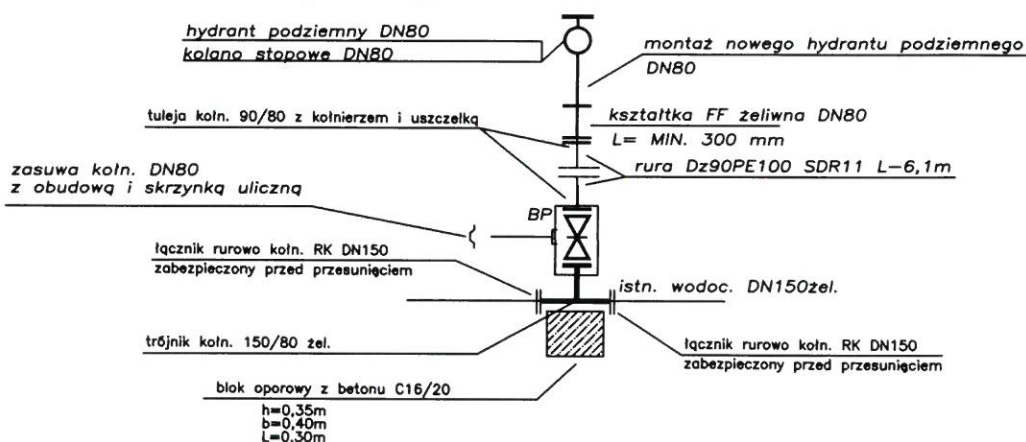 hydrant podziemny DN80
kolano stopowe DN80
montaż nowego hydrantu podziemnego
DN80
tuleja kołn. 90/80 z kołnierzem i uszczelką
kształtka FF żeliwna DN80
L= MIN. 300 mm
zasuwa kołn. DN80
z obudową i skrzynką uliczną
rura Dz90PE100 SDR11 L-6,1m
BP
łącznik rurowo kołn. RK DN150
zabezpieczony przed przesunięciem
istn. wodoc. DN150żel.
trójnik kołn. 150/80 żel.
łącznik rurowo kołn. RK DN150
zabezpieczony przed przesunięciem
blok oporowy z betonu C16/20
h=0,35m
b=0,40m
L=0,30m